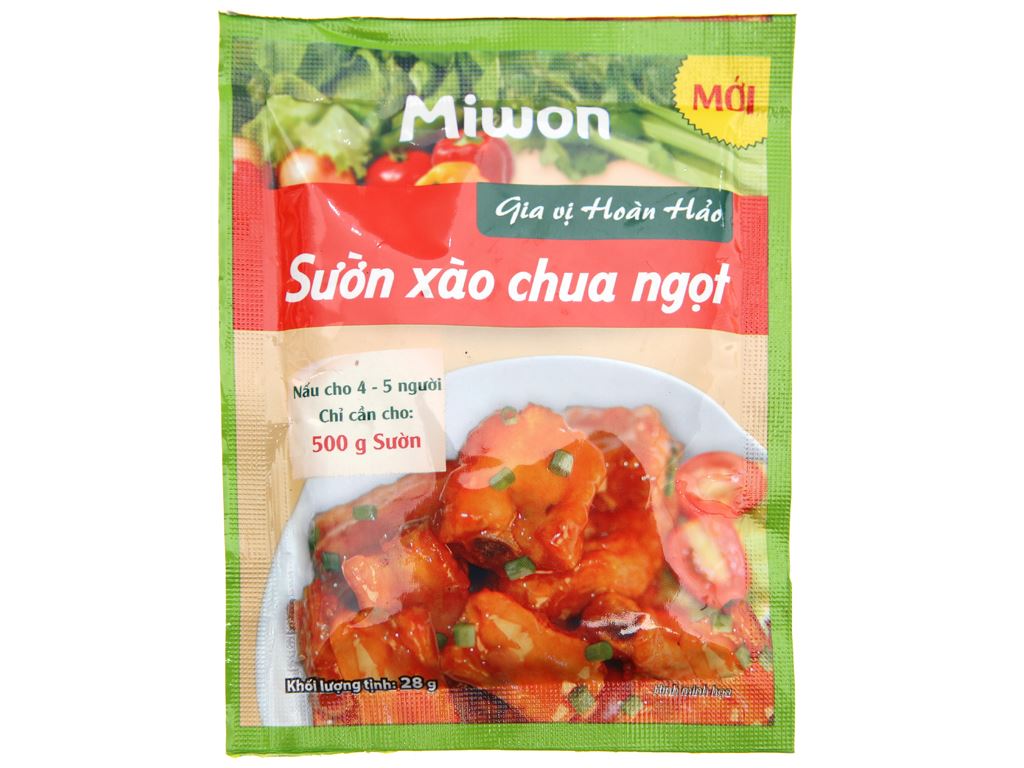 Miwon
MỚI
Gia vị Hoàn Hảo
Sườn xào chua ngọt
Nấu cho 4 - 5 người
Chỉ cần cho:
500 g Sườn
Khối lượng tịnh: 28 g
Hình minh họa